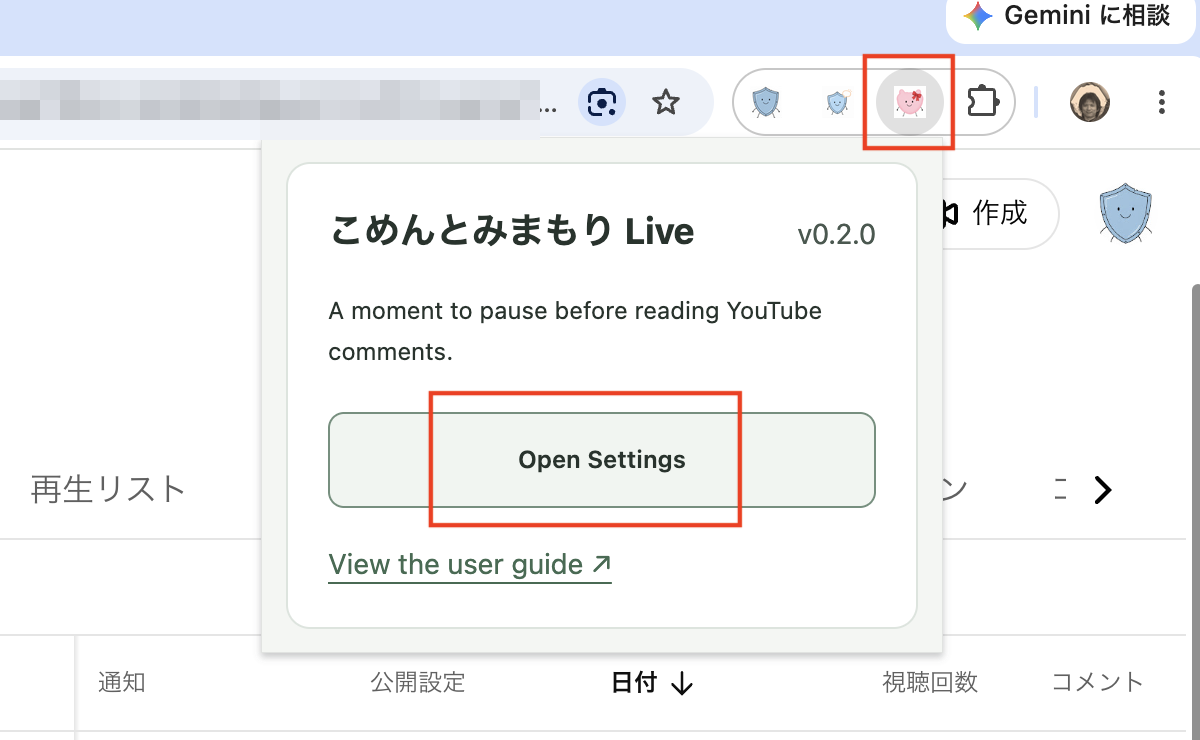 Gemini に相談
...
作成
こめんとみまもり Live
v0.2.0
A moment to pause before reading YouTube
comments.
Open Settings
再生リスト
View the user guide ↗
通知
公開設定
日付 ↓
視聴回数
コメント